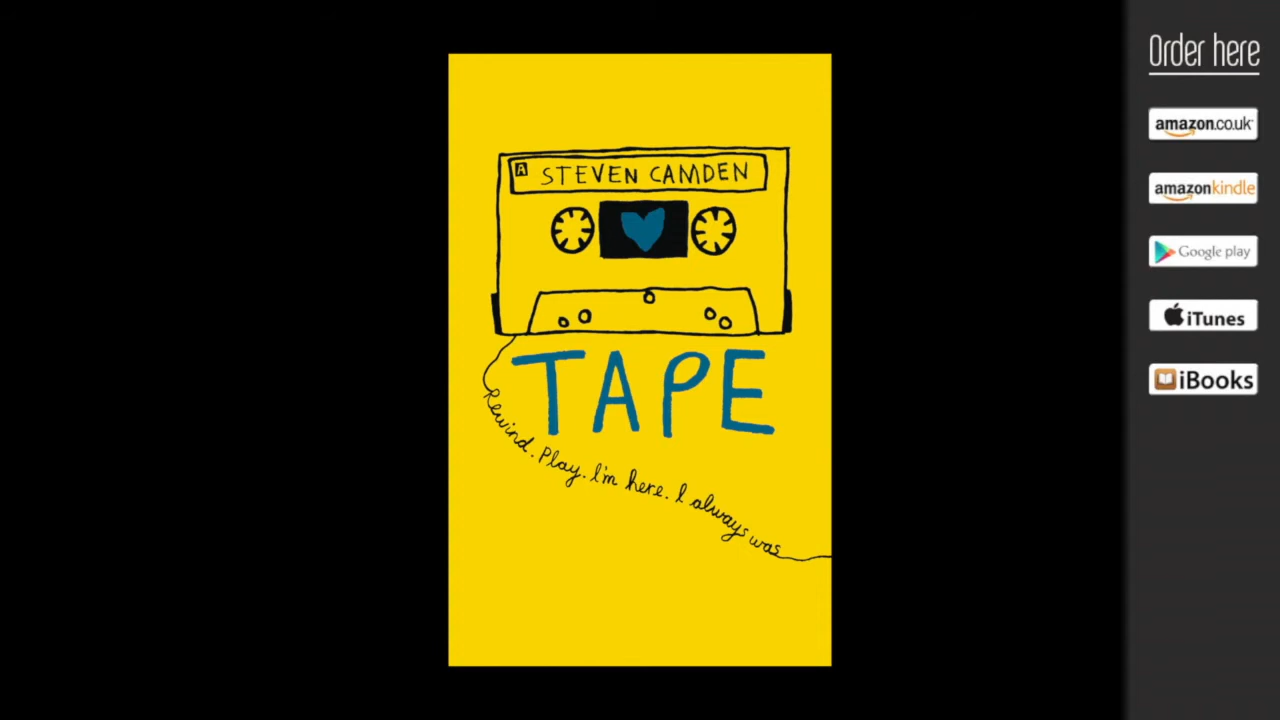 A STEVEN CAMDEN
TAPE
Rewind. Play. I'm here. I always was
Order here
amazon.co.uk
amazonkindle
Google play
iTunes
iBooks